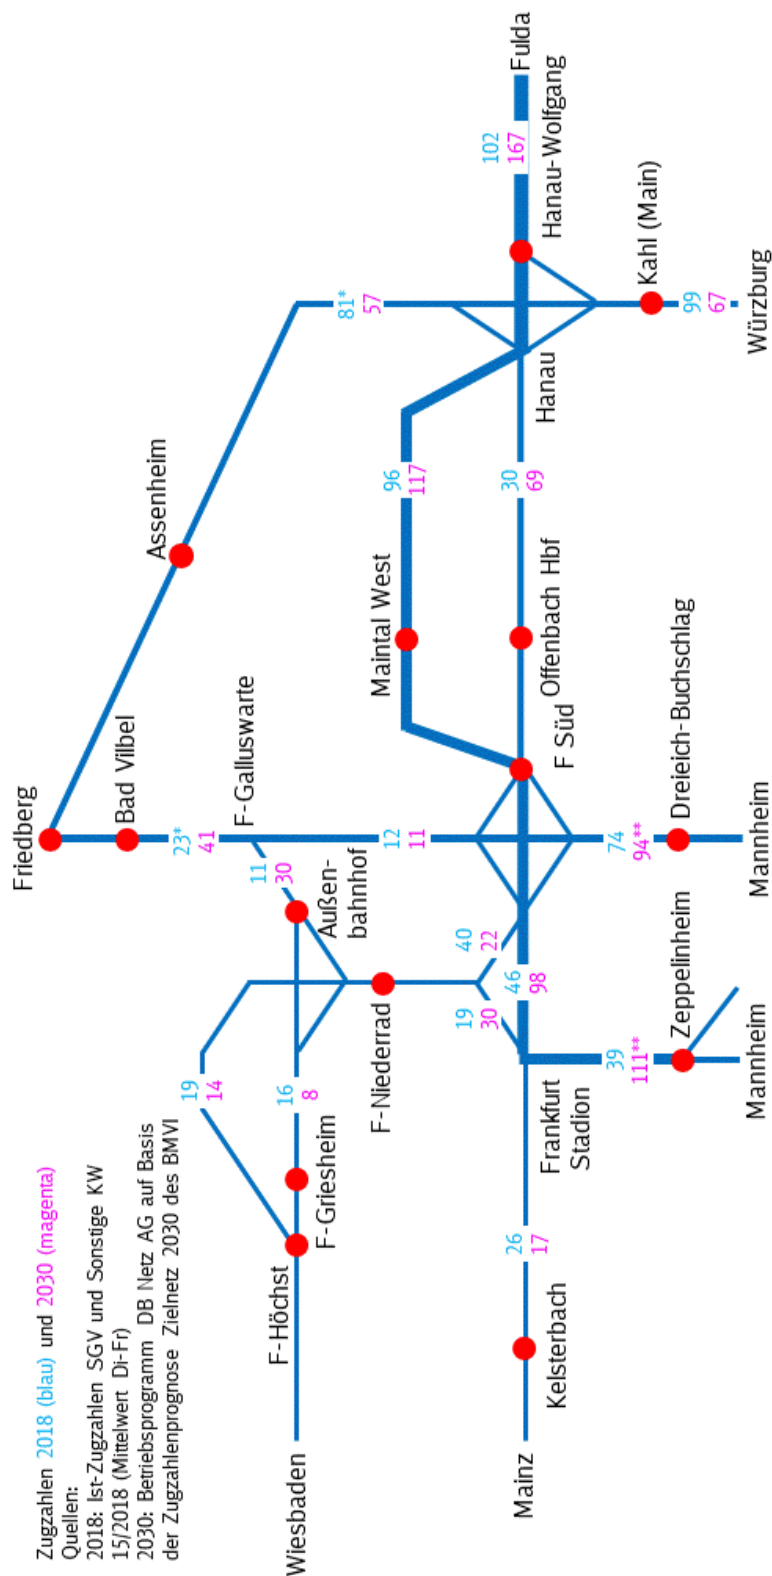 Zugzahlen 2018 (blau) und 2030 (magenta)
Quellen:
2018: Ist-Zugzahlen SGV und Sonstige KW
15/2018 (Mittelwert Di-Fr)
2030: Betriebsprogramm DB Netz AG auf Basis
der Zugzahlenprognose Zielnetz 2030 des BMVI
Friedberg
Bad Vilbel
23*
41
Assenheim
F-Galluswarte
11
30
Außen-
bahnhof
12
11
19
14
16
8
Wiesbaden
F-Höchst
F-Griesheim
F-Niederrad
19
30
40
22
46
98
Maintal West
96
117
81*
57
102
167
Fulda
Hanau-Wolfgang
Hanau
30
69
Offenbach Hbf
F Süd
Mainz
Kelsterbach
26
17
Frankfurt
Stadion
39
111**
Zeppelinheim
Mannheim
74
94**
Dreieich-Buchschlag
Mannheim
Kahl (Main)
99
67
Würzburg